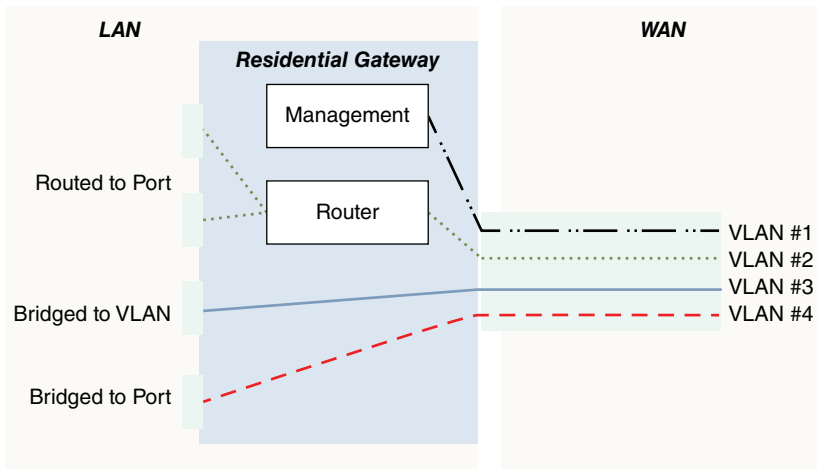 LAN
WAN
Residential Gateway
Management
Routed to Port
Router
VLAN #1
VLAN #2
VLAN #3
Bridged to VLAN
VLAN #4
Bridged to Port